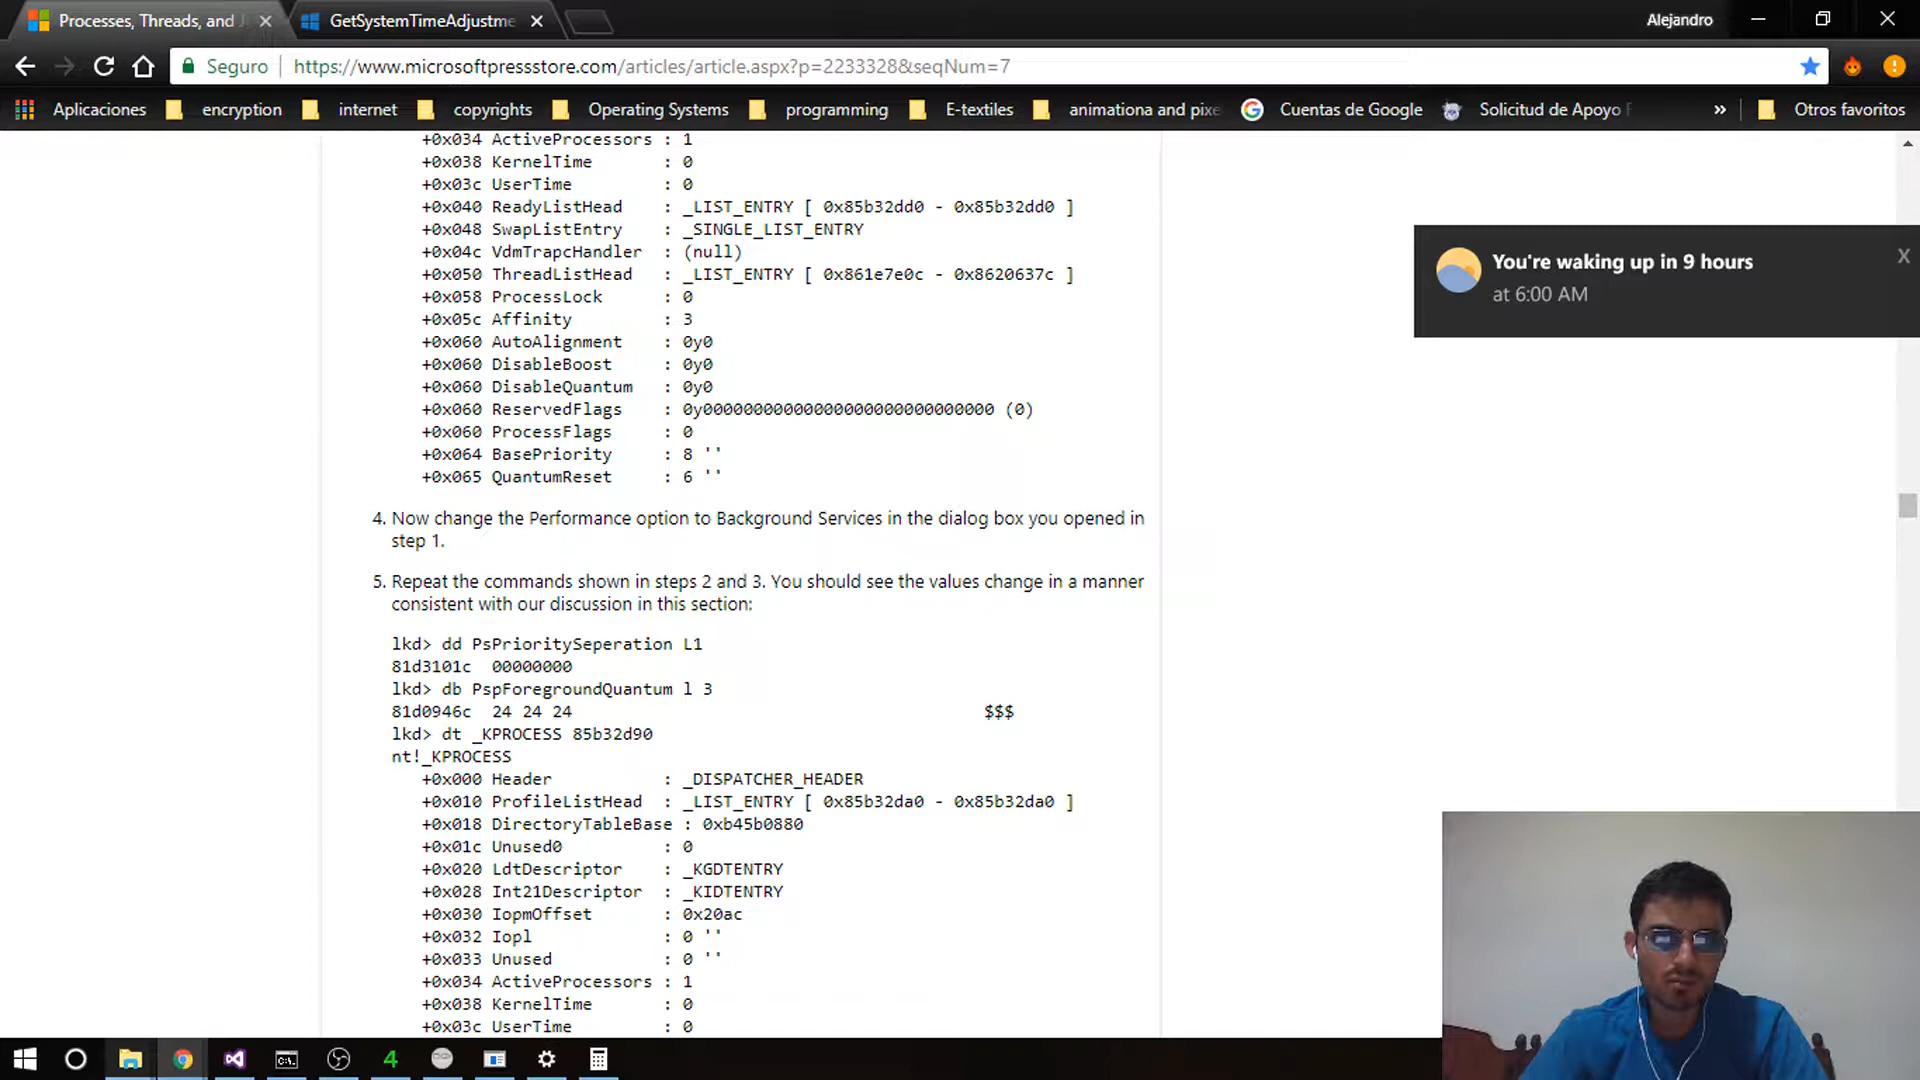 Processes, Threads, and J
GetSystemTimeAdjustme
Alejandro
Seguro
https://www.microsoftpressstore.com/articles/article.aspx?p=2233328&seqNum=7
Aplicaciones
encryption
internet
copyrights
Operating Systems
programming
E-textiles
animationa and pixe
Cuentas de Google
Solicitud de Apoyo
»
Otros favoritos
+0x034 ActiveProcessors : 1
+0x038 KernelTime : 0
+0x03c UserTime : 0
+0x040 ReadyListHead : _LIST_ENTRY [ 0x85b32dd0 - 0x85b32dd0 ]
+0x048 SwapListEntry : _SINGLE_LIST_ENTRY
+0x04c VdmTrapcHandler : (null)
+0x050 ThreadListHead : _LIST_ENTRY [ 0x861e7e0c - 0x8620637c ]
+0x058 ProcessLock : 0
+0x05c Affinity : 3
+0x060 AutoAlignment : 0y0
+0x060 DisableBoost : 0y0
+0x060 DisableQuantum : 0y0
+0x060 ReservedFlags : 0y00000000000000000000000000000 (0)
+0x060 ProcessFlags : 0
+0x064 BasePriority : 8 ''
+0x065 QuantumReset : 6 ''
4. Now change the Performance option to Background Services in the dialog box you opened in
step 1.
5. Repeat the commands shown in steps 2 and 3. You should see the values change in a manner
consistent with our discussion in this section:
lkd> dd PsPrioritySeperation L1
81d3101c 00000000
lkd> db PspForegroundQuantum l 3
81d0946c 24 24 24 $$$
lkd> dt _KPROCESS 85b32d90
nt!_KPROCESS
+0x000 Header : _DISPATCHER_HEADER
+0x010 ProfileListHead : _LIST_ENTRY [ 0x85b32da0 - 0x85b32da0 ]
+0x018 DirectoryTableBase : 0xb45b0880
+0x01c Unused0 : 0
+0x020 LdtDescriptor : _KGDTENTRY
+0x028 Int21Descriptor : _KIDTENTRY
+0x030 IopmOffset : 0x20ac
+0x032 Iopl : 0 ''
+0x033 Unused : 0 ''
+0x034 ActiveProcessors : 1
+0x038 KernelTime : 0
+0x03c UserTime : 0
You're waking up in 9 hours
X
at 6:00 AM
4